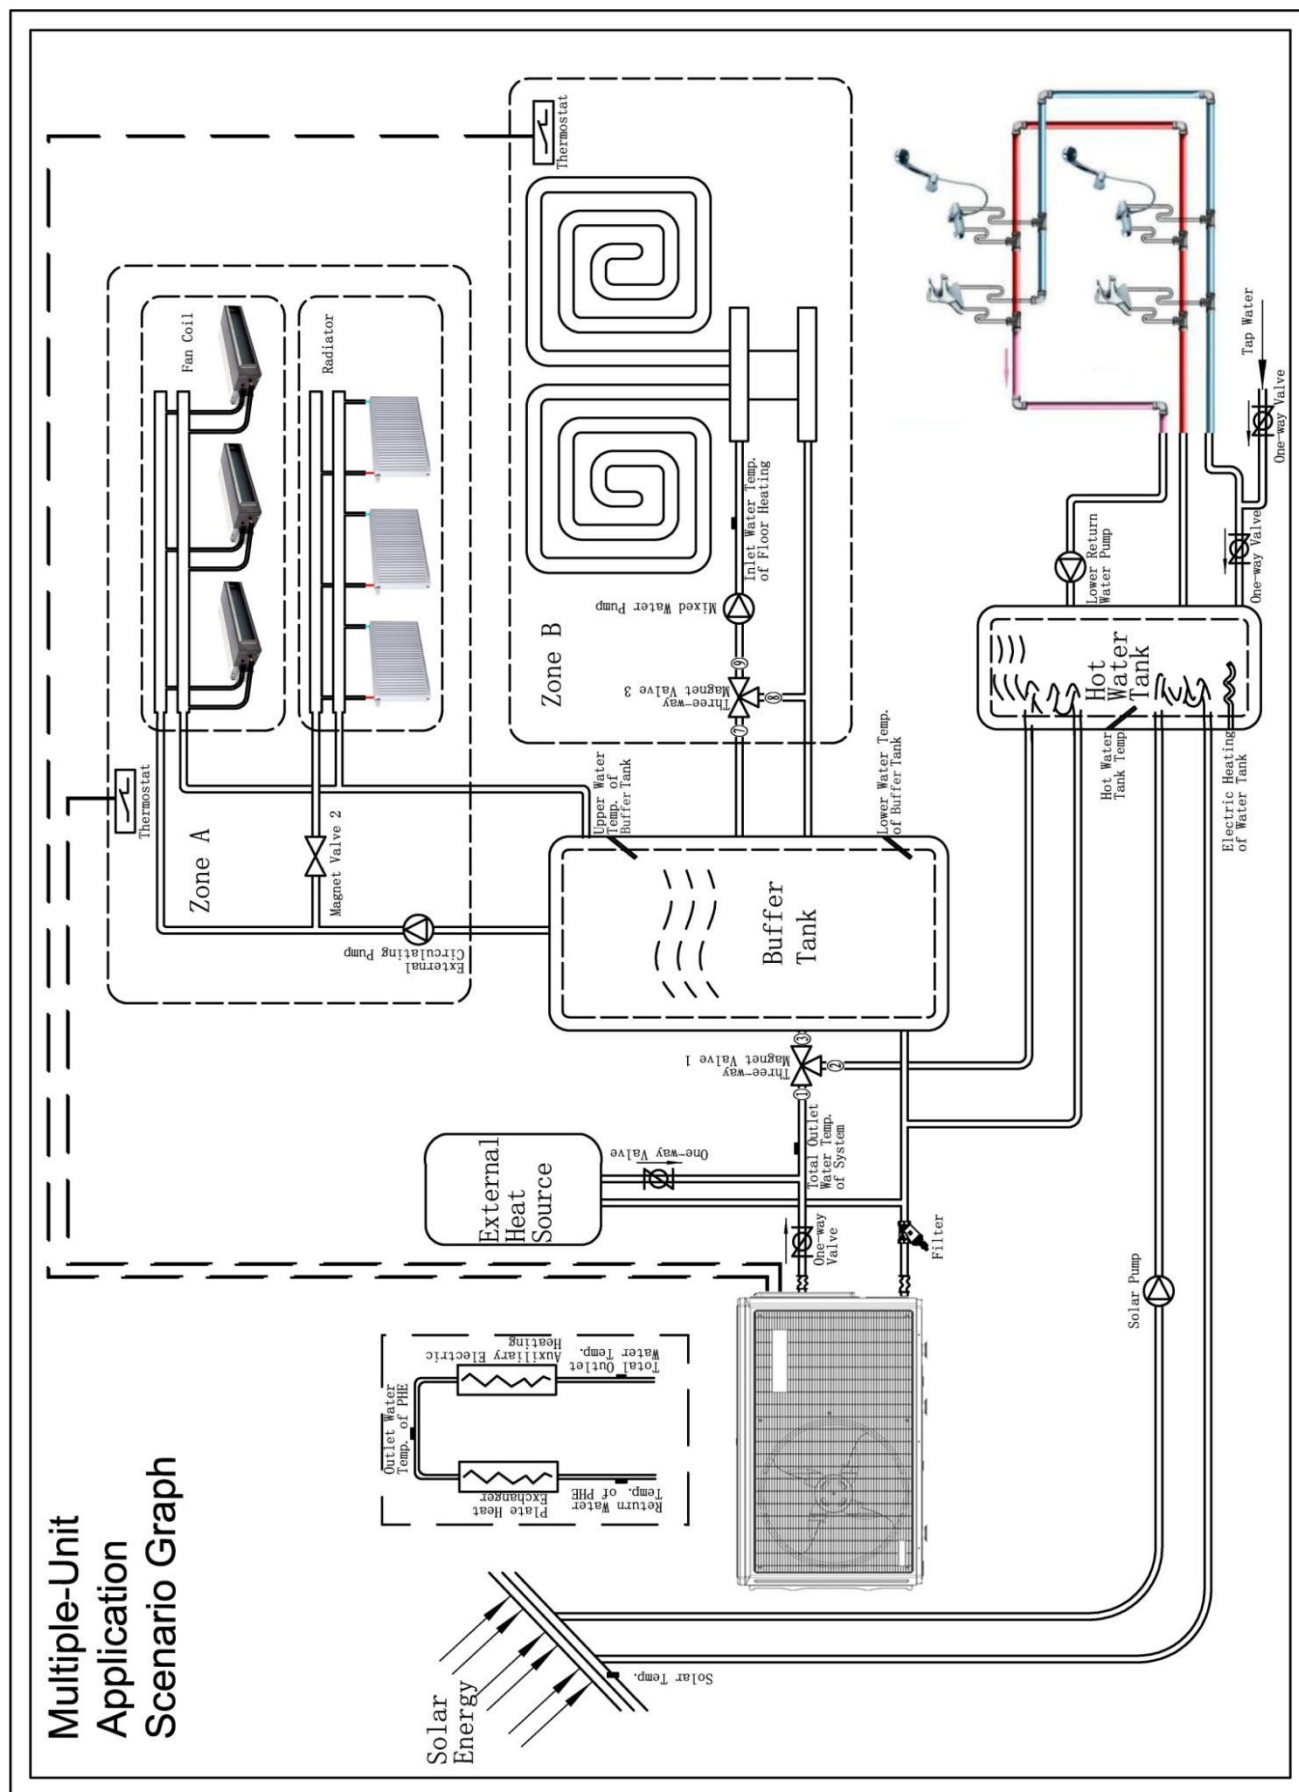 Multiple-Unit
Application
Scenario Graph
Solar
Energy
Solar Temp.
Outlet Water
Temp. of PHE
Plate Heat
Exchanger
Return Water
Temp. of PHE
Auxiliary Electric
Heating
Total Outlet
Water Temp.
External
Heat
Source
One-way Valve
One-way
Valve
Filter
Total Outlet
Water Temp.
of System
①
②
③
Three-way
Magnet Valve 1
Buffer
Tank
Upper Water
Temp. of
Buffer Tank
Lower Water Temp.
of Buffer Tank
External
Circulating Pump
Zone A
Thermostat
Magnet Valve 2
Fan Coil
Radiator
Zone B
Thermostat
⑦
⑧
⑨
Three-way
Magnet Valve 3
Mixed Water Pump
Inlet Water Temp.
of Floor Heating
Solar Pump
Hot
Water
Tank
Hot Water
Tank Temp
Electric Heating
of Water Tank
Lower Return
Water Pump
One-way Valve
One-way Valve
Tap Water